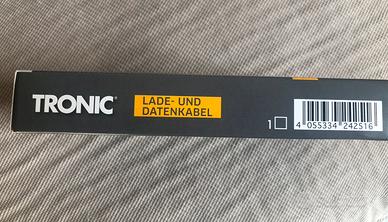 TRONIC®
LADE- UND
DATENKABEL
1
4 055334 242516